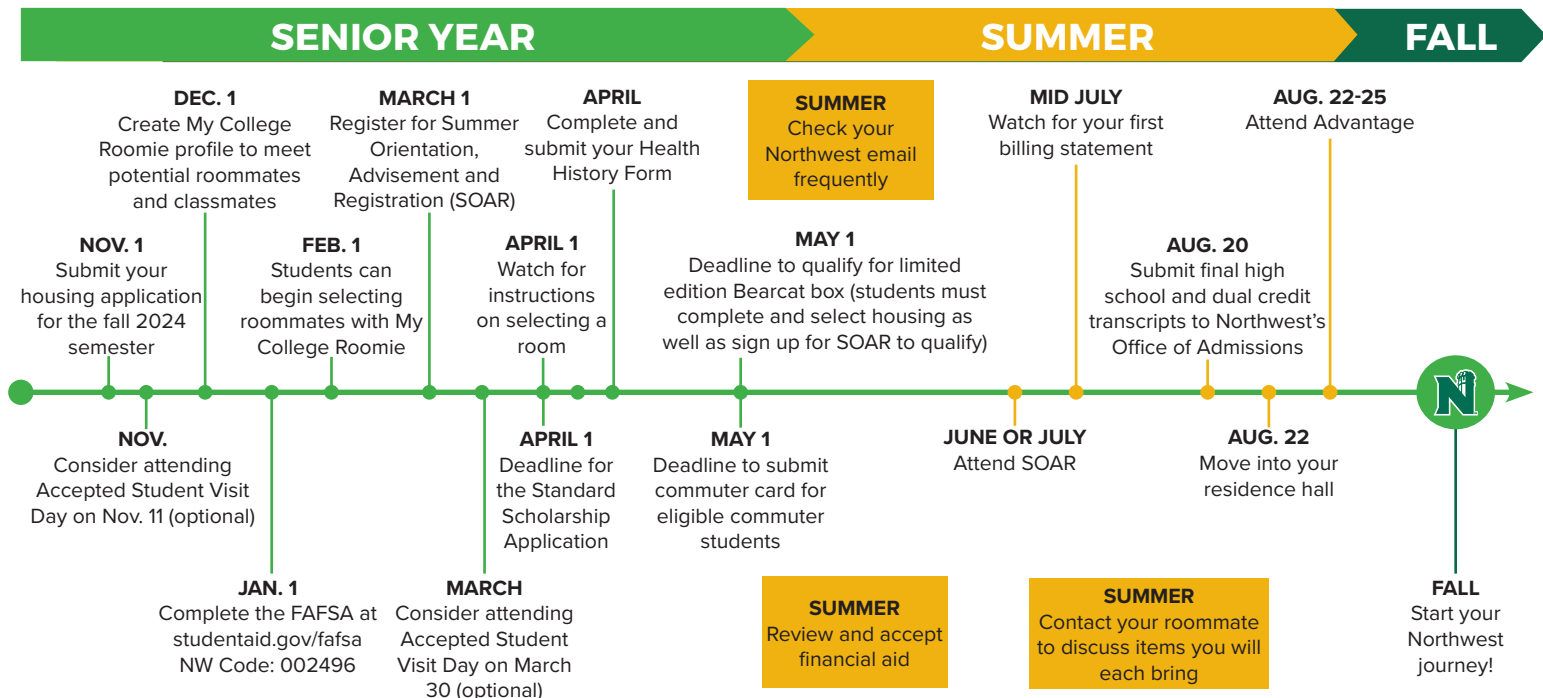 SENIOR YEAR
SUMMER
FALL
DEC. 1
Create My College
Roomie profile to meet
potential roommates
and classmates
MARCH 1
Register for Summer
Orientation,
Advisement and
Registration (SOAR)
APRIL
Complete and
submit your Health
History Form
SUMMER
Check your
Northwest email
frequently
MID JULY
Watch for your first
billing statement
AUG. 22-25
Attend Advantage
NOV. 1
Submit your
housing application
for the fall 2024
semester
FEB. 1
Students can
begin selecting
roommates with My
College Roomie
APRIL 1
Watch for
instructions
on selecting a
room
MAY 1
Deadline to qualify for limited
edition Bearcat box (students must
complete and select housing as
well as sign up for SOAR to qualify)
AUG. 20
Submit final high
school and dual credit
transcripts to Northwest's
Office of Admissions
N
NOV.
Consider attending
Accepted Student Visit
Day on Nov. 11 (optional)
APRIL 1
Deadline for
the Standard
Scholarship
Application
MAY 1
Deadline to submit
commuter card for
eligible commuter
students
JUNE OR JULY
Attend SOAR
AUG. 22
Move into your
residence hall
JAN. 1
Complete the FAFSA at
studentaid.gov/fafsa
NW Code: 002496
MARCH
Consider attending
Accepted Student
Visit Day on March
30 (optional)
SUMMER
Review and accept
financial aid
SUMMER
Contact your roommate
to discuss items you will
each bring
FALL
Start your
Northwest
journey!